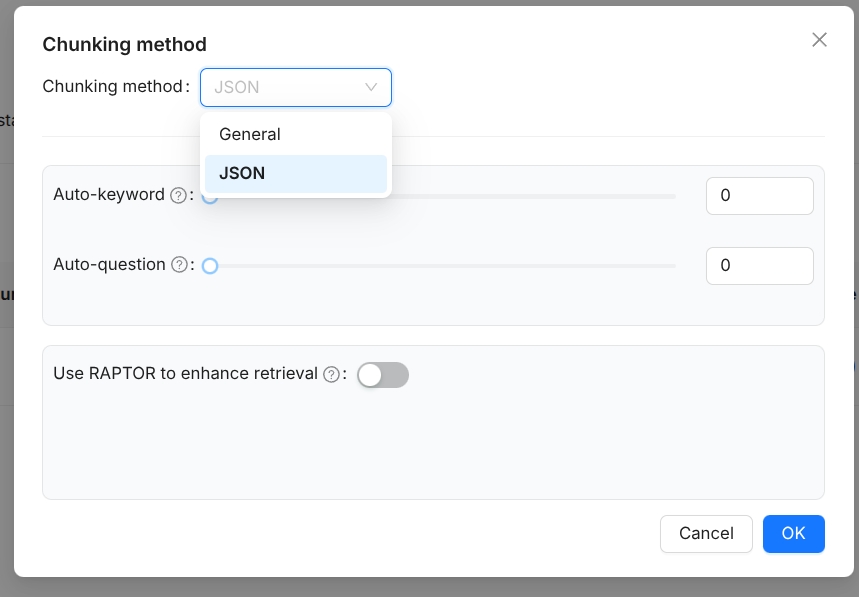 Chunking method
Chunking method: JSON
General
JSON
Auto-keyword ? : 0
Auto-question ? : 0
Use RAPTOR to enhance retrieval ? :
Cancel OK